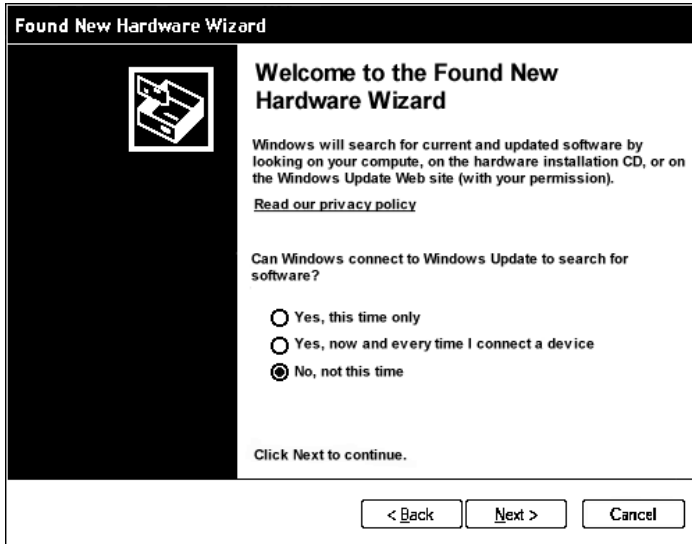 Found New Hardware Wizard
Welcome to the Found New
Hardware Wizard
Windows will search for current and updated software by
looking on your compute, on the hardware installation CD, or on
the Windows Update Web site (with your permission).
Read our privacy policy
Can Windows connect to Windows Update to search for
software?
Yes, this time only
Yes, now and every time I connect a device
No, not this time
Click Next to continue.
< Back
Next >
Cancel